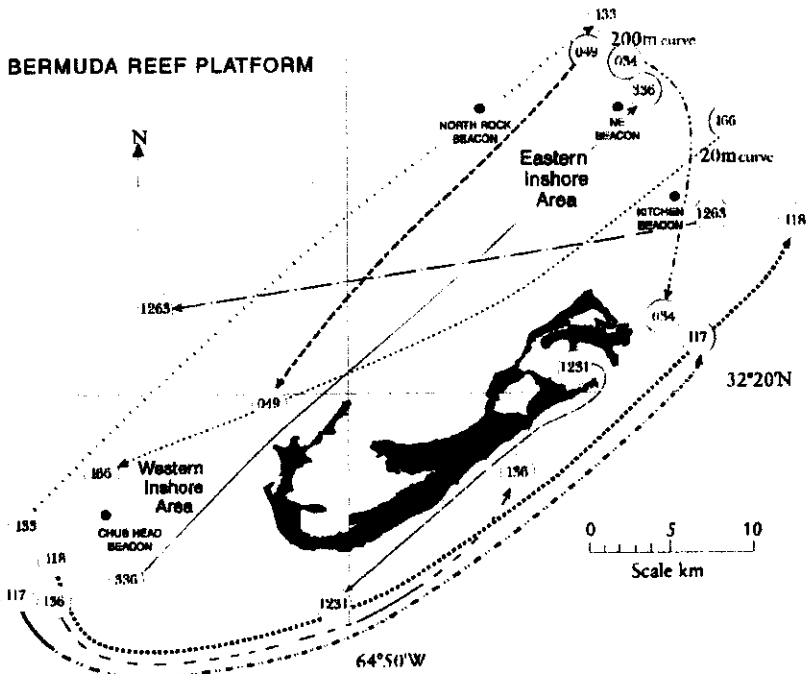 133
200m curve
049
034
BERMUDA REEF PLATFORM
336
N
NORTH ROCK
BEACON
NE
BEACON
166
Eastern
Inshore
Area
20m curve
KITCHEN
BEACON
1263
118
1263
034
117
1231
32°20'N
049
166
Western
Inshore
Area
136
133
CHUB HEAD
BEACON
0 5 10
Scale km
118
336
117
136
1231
64°50'W